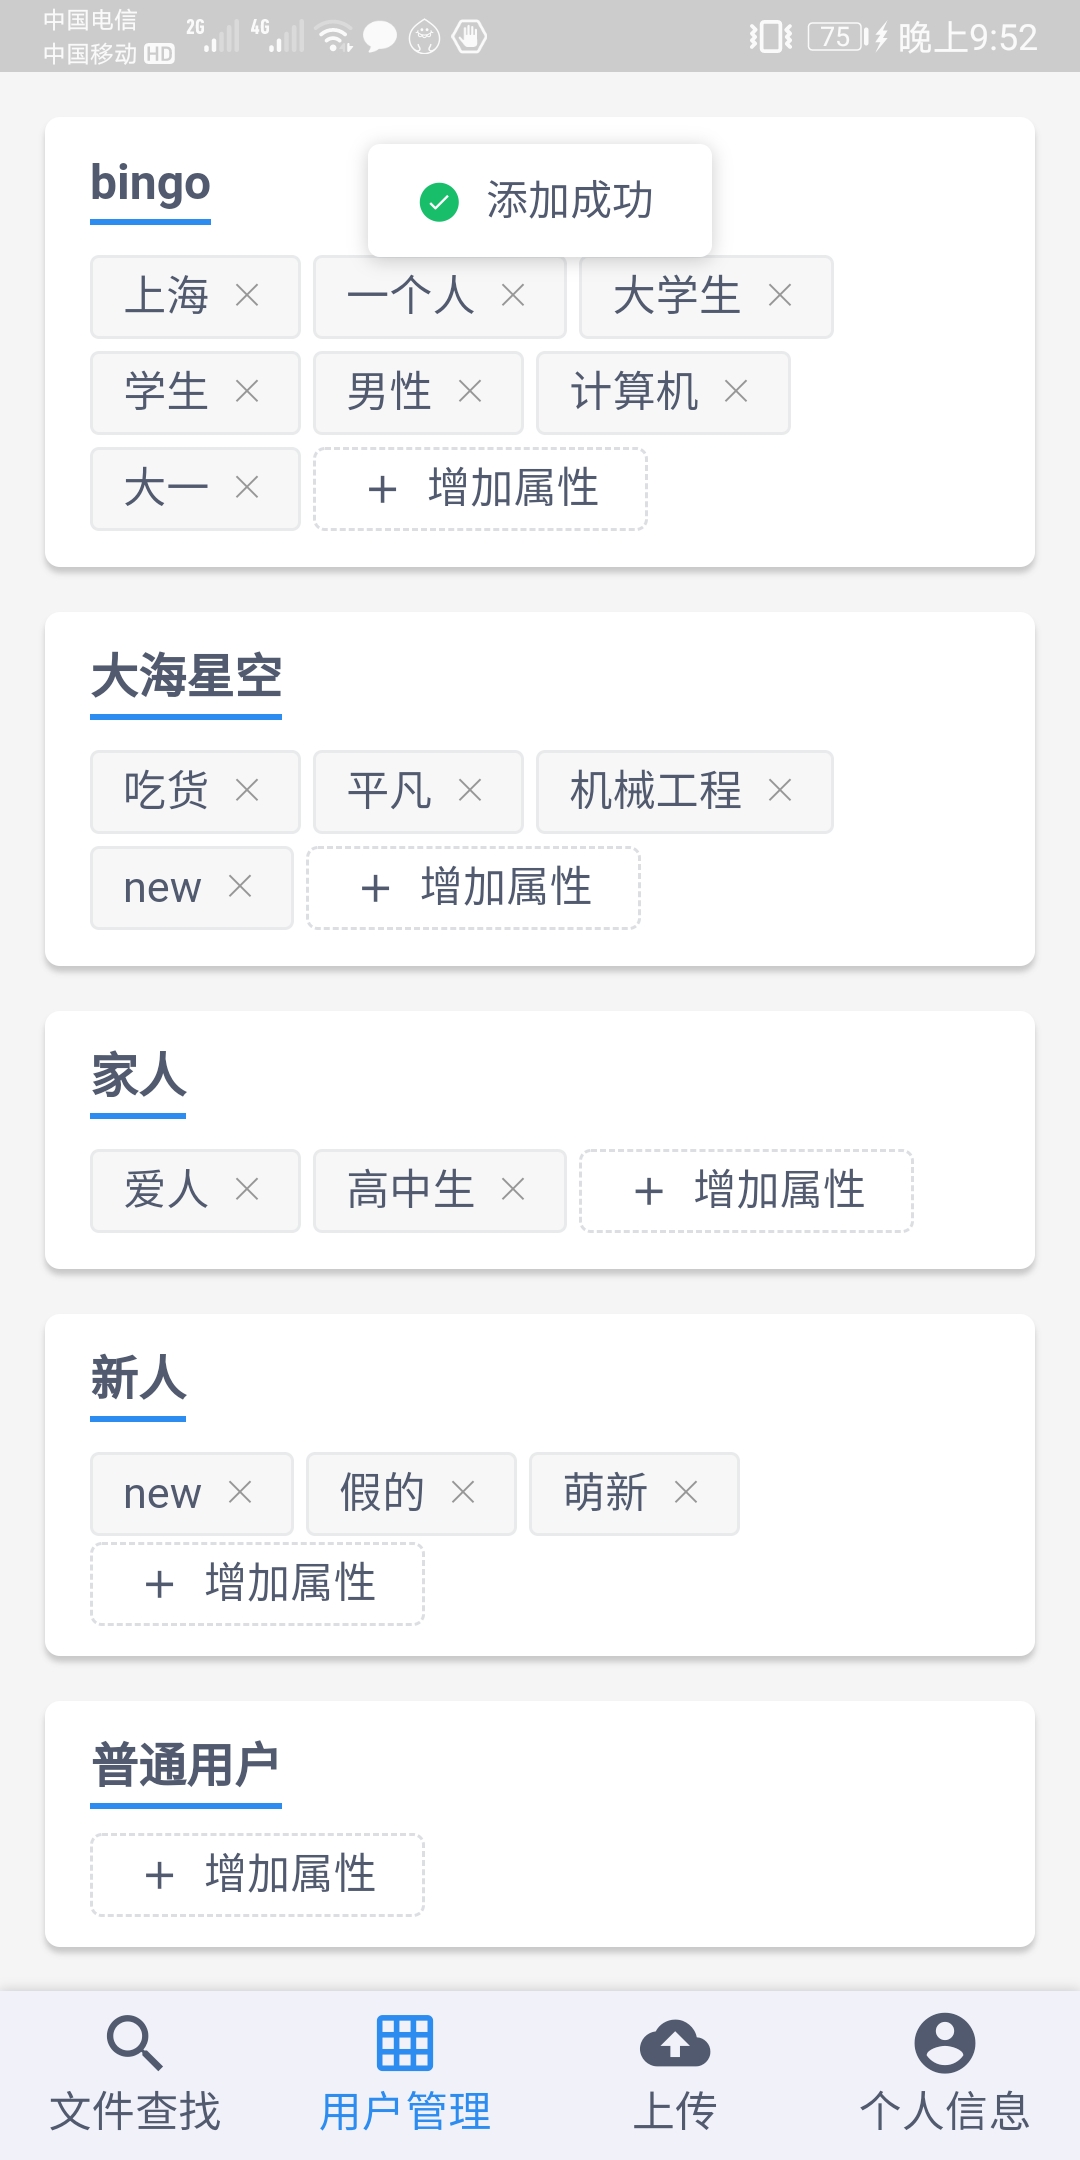 中国电信 2G 4G 75 晚上9:52
中国移动 HD
bingo
添加成功
上海 一个人 大学生
学生 男性 计算机
大一 + 增加属性
大海星空
吃货 平凡 机械工程
new + 增加属性
家人
爱人 高中生 + 增加属性
新人
new 假的 萌新
+ 增加属性
普通用户
+ 增加属性
文件查找 用户管理 上传 个人信息